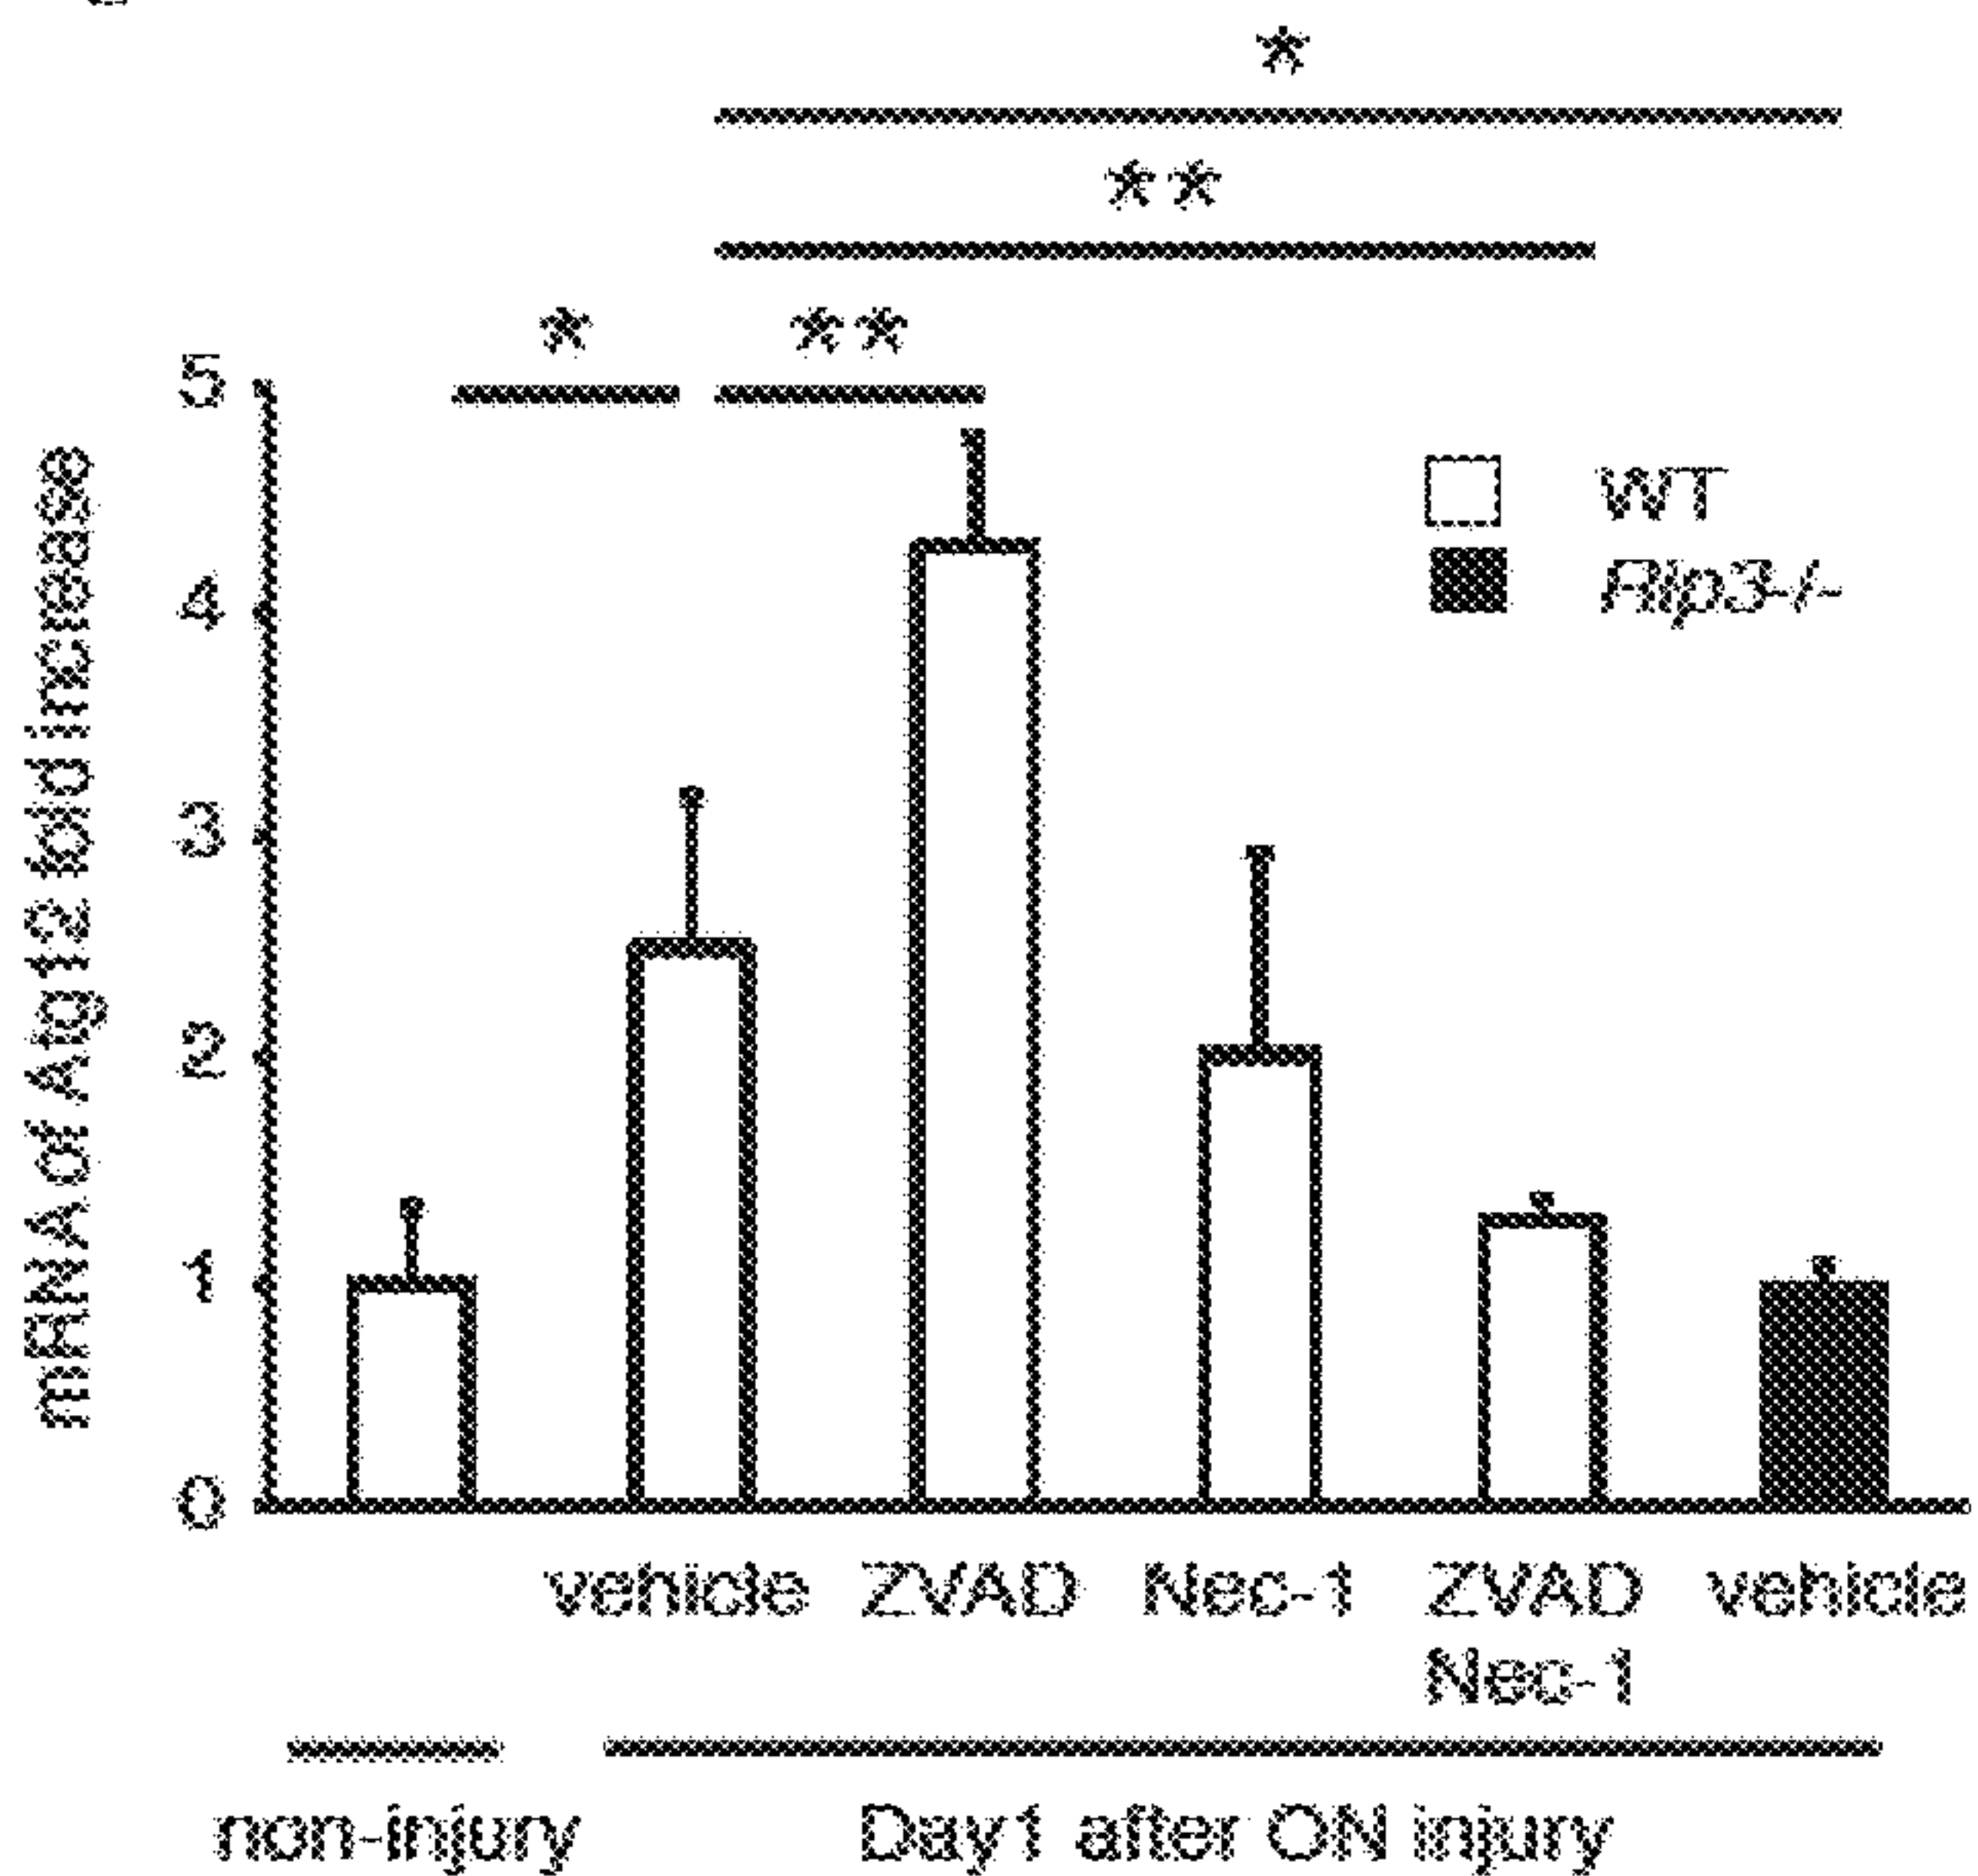 *
**
* **
5
4
3
2
1
0
mRNA of Atg12 fold increase
WT
Rip3-/-
vehicle ZVAD Nec-1 ZVAD vehicle
Nec-1
non-injury Day1 after ON injury